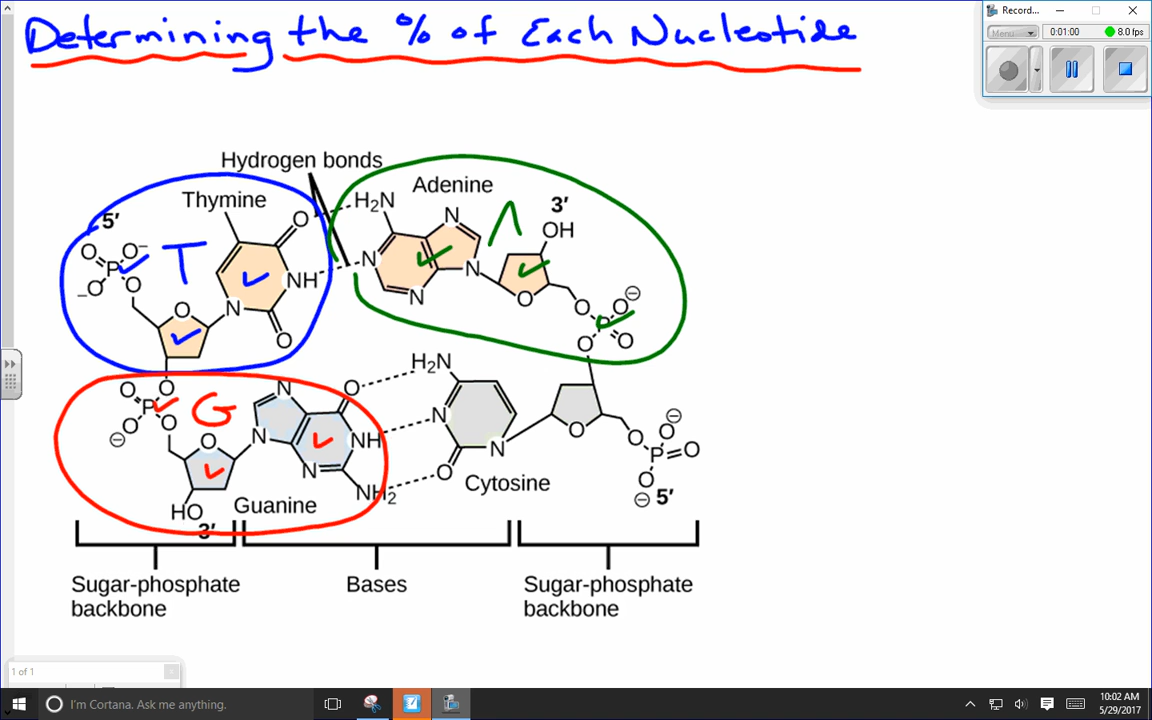 Determining the % of Each Nucleotide
Record...
Menu
0:01:00
8.0 fps
Hydrogen bonds
Thymine
Adenine
5′
3′
T
O
O⁻
P
⁻O
O
O
NH
N
O
O
H₂N
N
N
N
N
OH
O
O
O⊖
P
O
O
O
O
P
O
⊖
O
G
N
O
N
NH
N
NH₂
O
HO
3′
Guanine
H₂N
N
N
O
Cytosine
O
O
⊖
O
P
O
O
⊖
5′
Sugar-phosphate
backbone
Bases
Sugar-phosphate
backbone
1 of 1
I'm Cortana. Ask me anything.
10:02 AM
5/29/2017